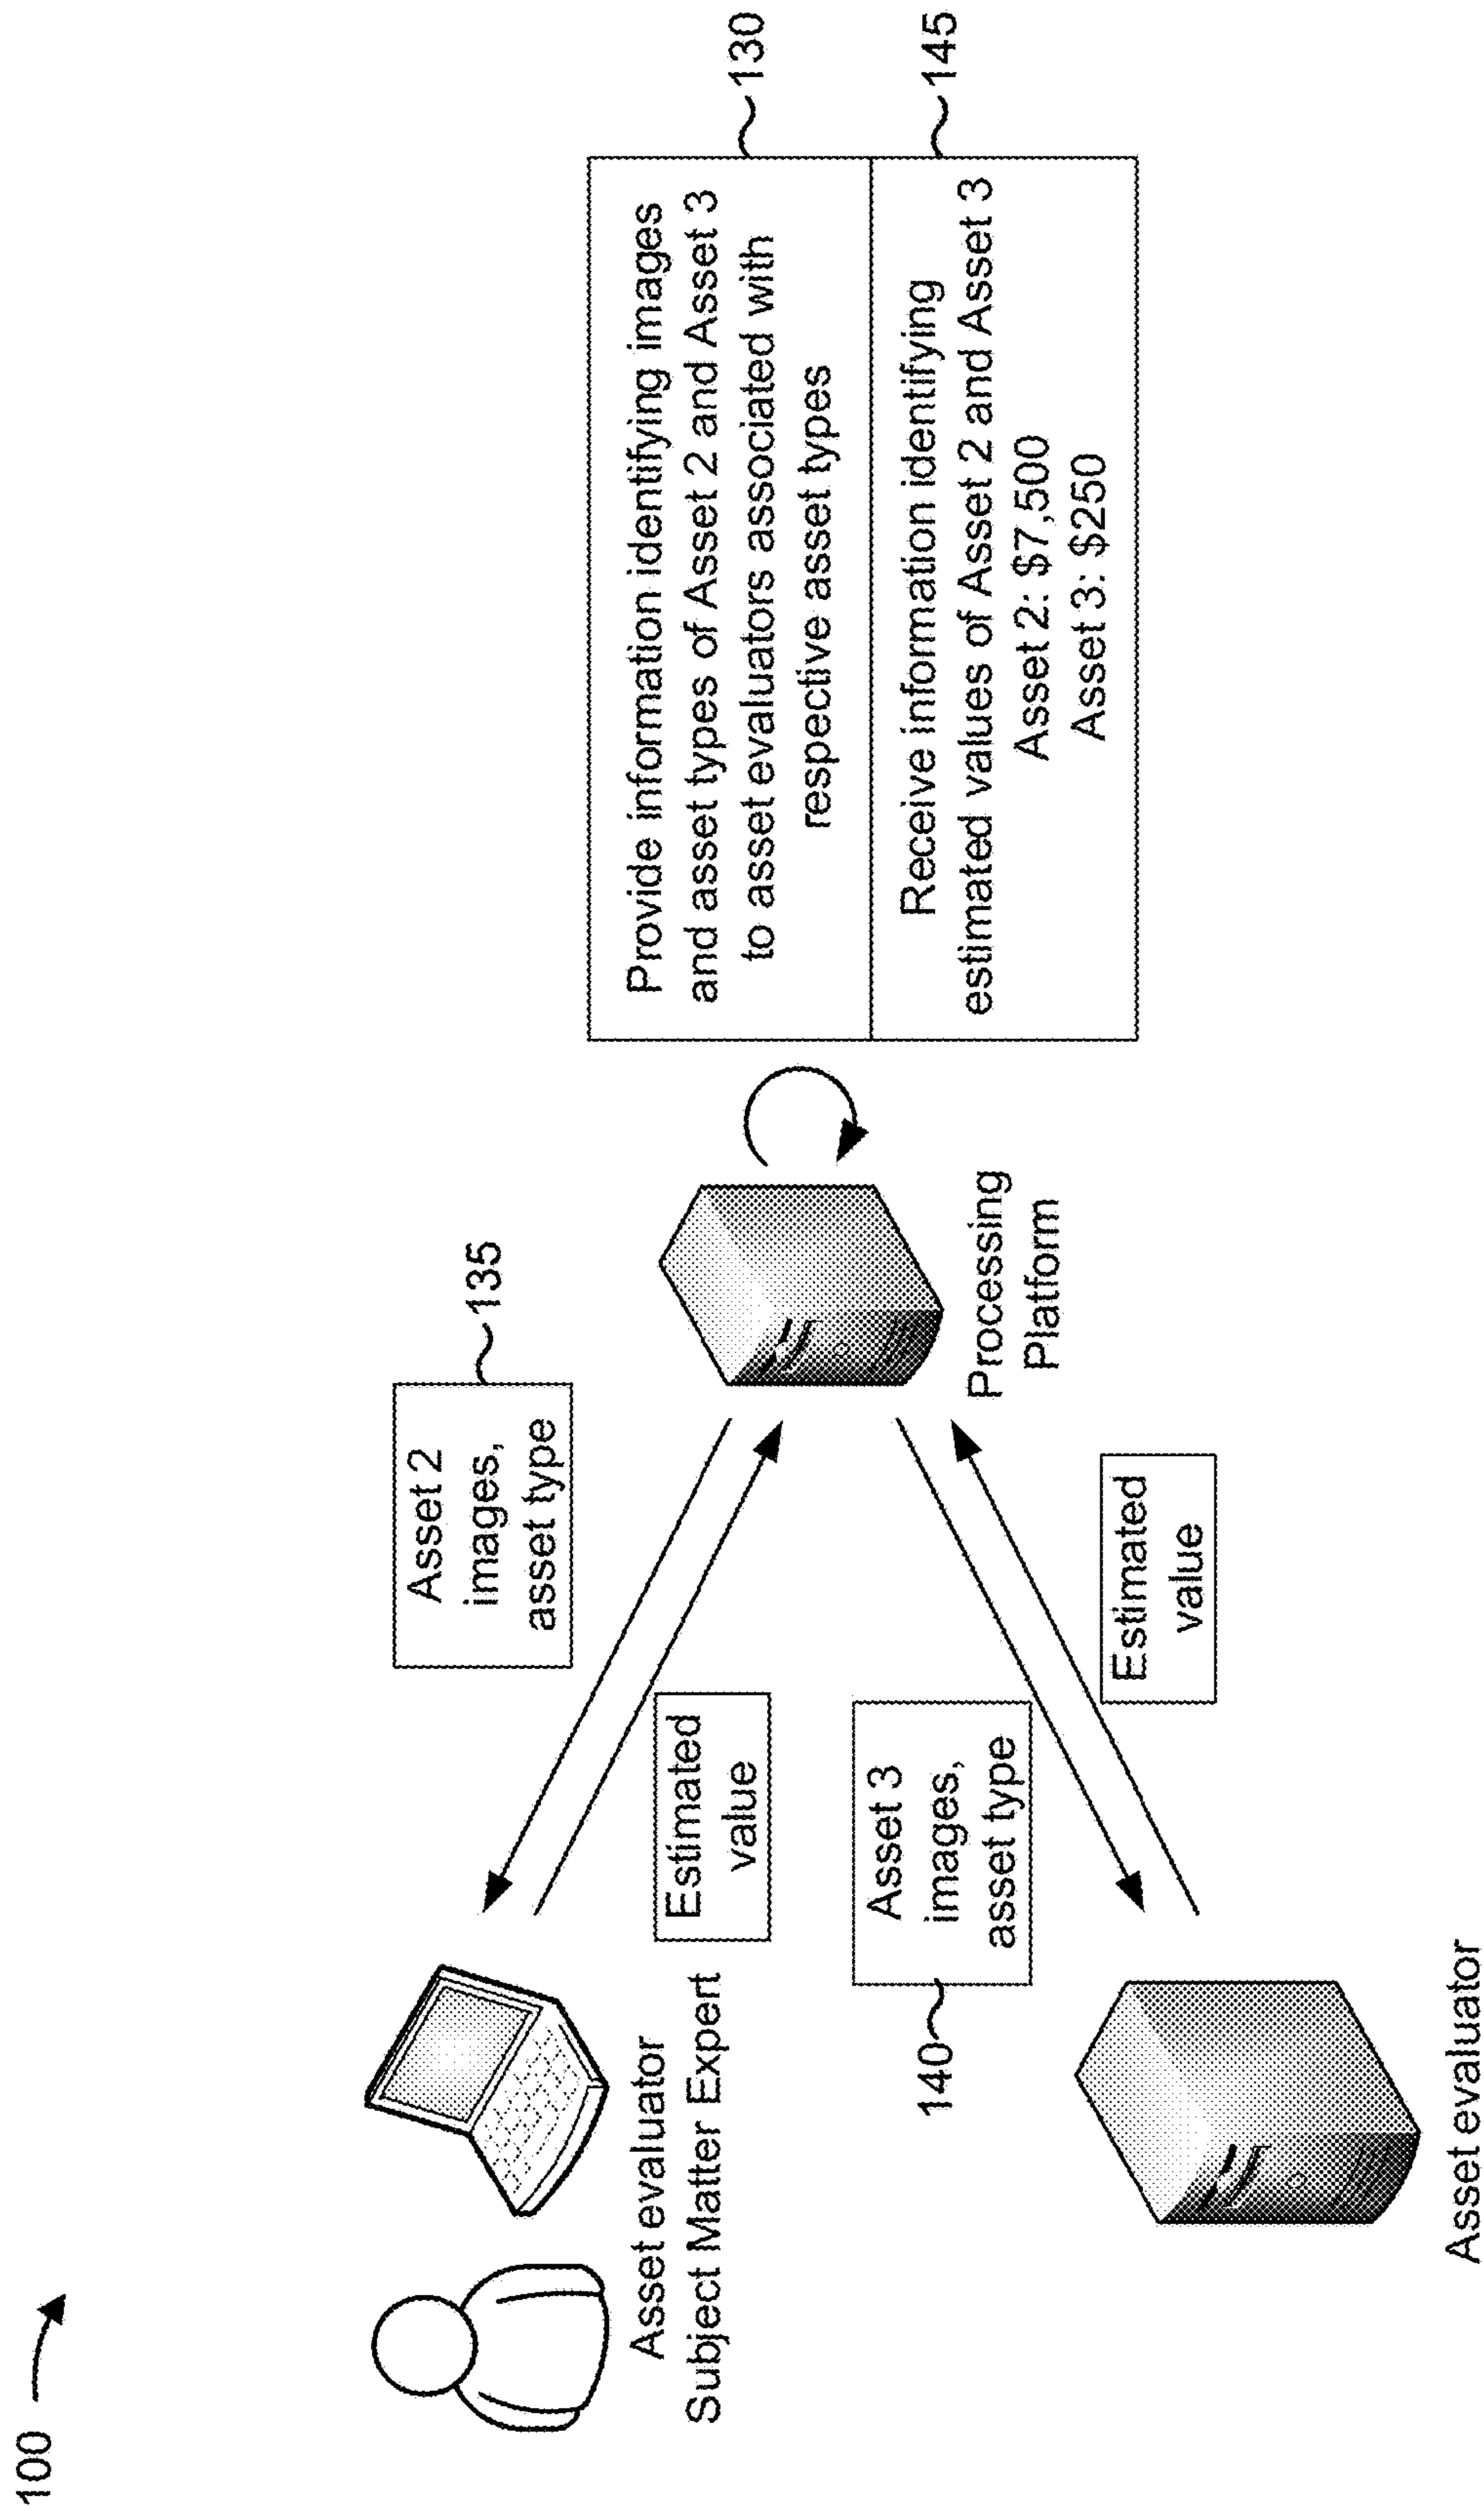 100
Asset evaluator
Subject Matter Expert
Asset 2
images,
asset type
135
Estimated
value
140
Asset 3
images,
asset type
Estimated
value
Asset evaluator
Processing
Platform
Provide information identifying images
and asset types of Asset 2 and Asset 3
to asset evaluators associated with
respective asset types
130
Receive information identifying
estimated values of Asset 2 and Asset 3
Asset 2: $7,500
Asset 3: $250
145